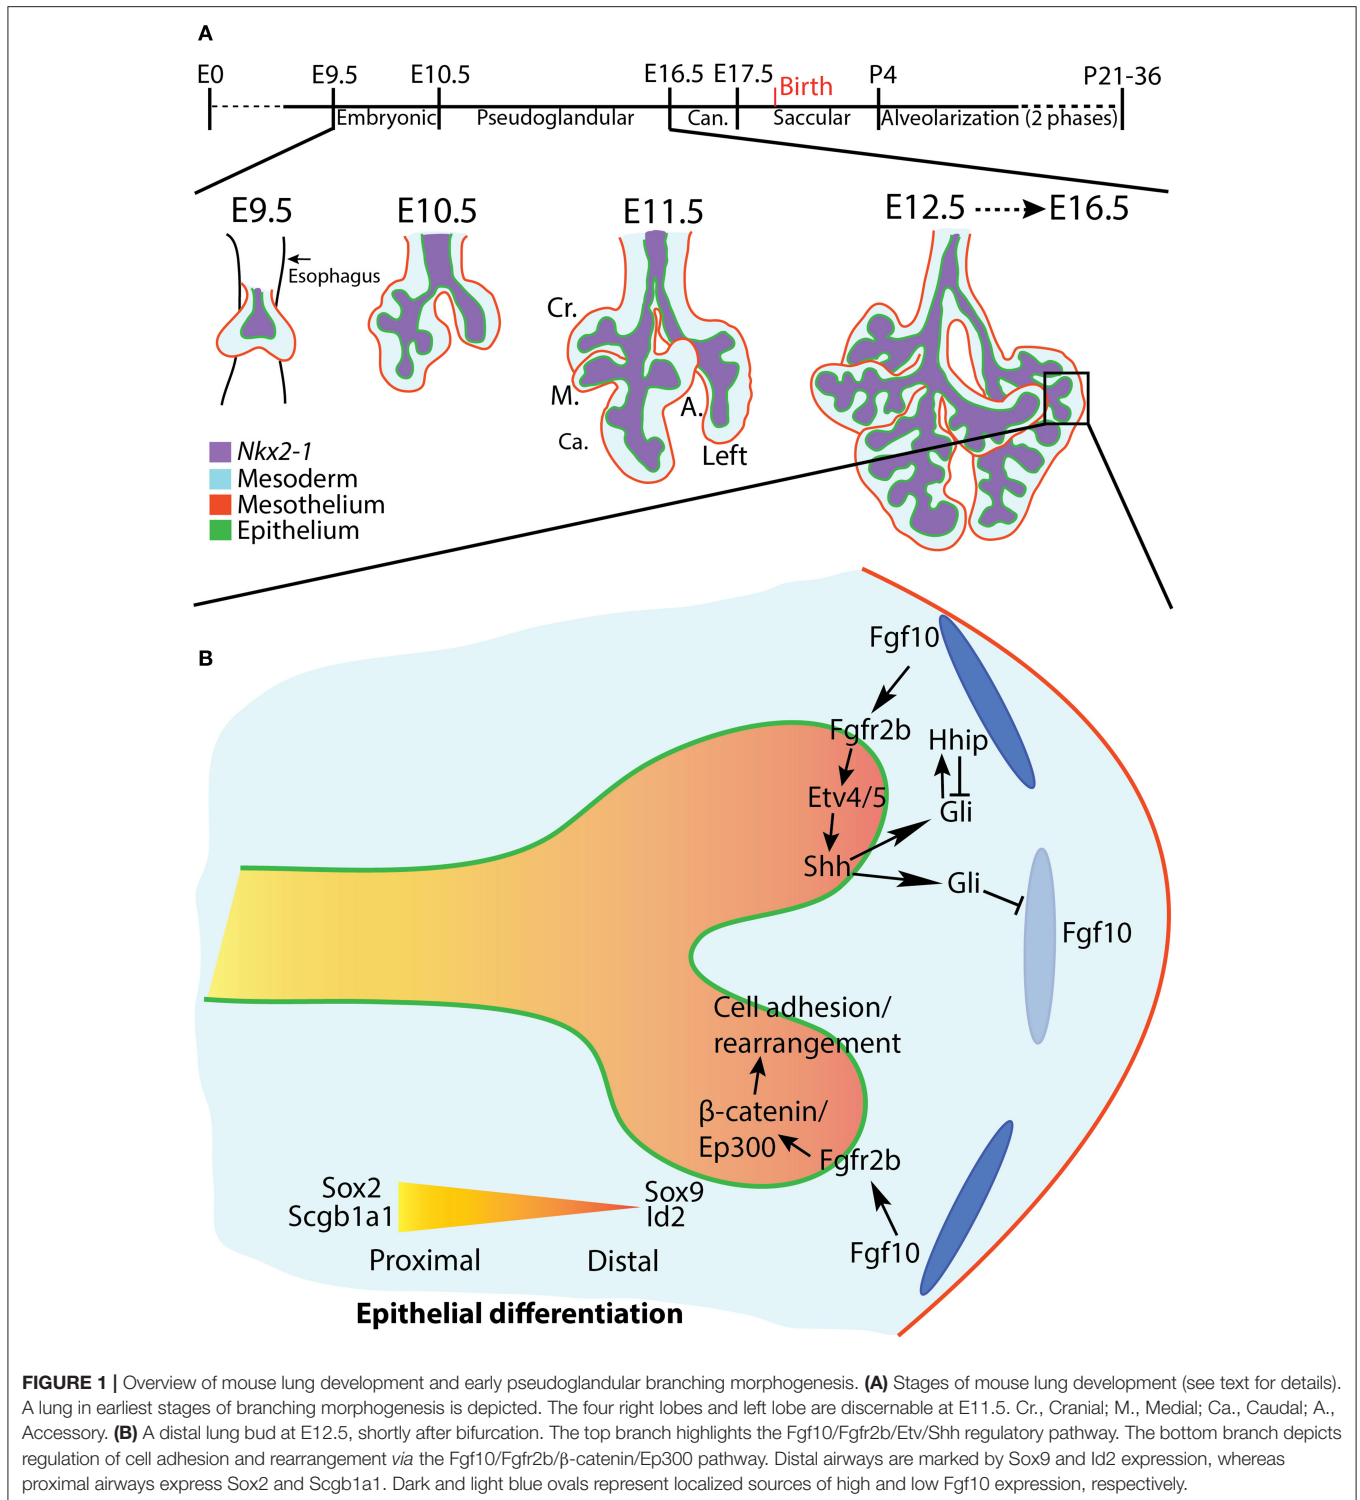 A
E0 E9.5 E10.5 E16.5 E17.5 Birth P4 P21-36
Embryonic Pseudoglandular Can. Saccular Alveolarization (2 phases)
E9.5 E10.5 E11.5 E12.5 E16.5
Esophagus
Cr.
M.
A.
Ca.
Left
Nkx2-1
Mesoderm
Mesothelium
Epithelium
B
Fgf10
Fgfr2b
Hhip
Etv4/5
Gli
Shh
Gli
Fgf10
Cell adhesion/
rearrangement
β-catenin/
Ep300
Fgfr2b
Fgf10
Sox2 Sox9
Scgb1a1 Id2
Proximal Distal
Epithelial differentiation
FIGURE 1 | Overview of mouse lung development and early pseudoglandular branching morphogenesis. (A) Stages of mouse lung development (see text for details).
A lung in earliest stages of branching morphogenesis is depicted. The four right lobes and left lobe are discernable at E11.5. Cr., Cranial; M., Medial; Ca., Caudal; A.,
Accessory. (B) A distal lung bud at E12.5, shortly after bifurcation. The top branch highlights the Fgf10/Fgfr2b/Etv/Shh regulatory pathway. The bottom branch depicts
regulation of cell adhesion and rearrangement via the Fgf10/Fgfr2b/β-catenin/Ep300 pathway. Distal airways are marked by Sox9 and Id2 expression, whereas
proximal airways express Sox2 and Scgb1a1. Dark and light blue ovals represent localized sources of high and low Fgf10 expression, respectively.